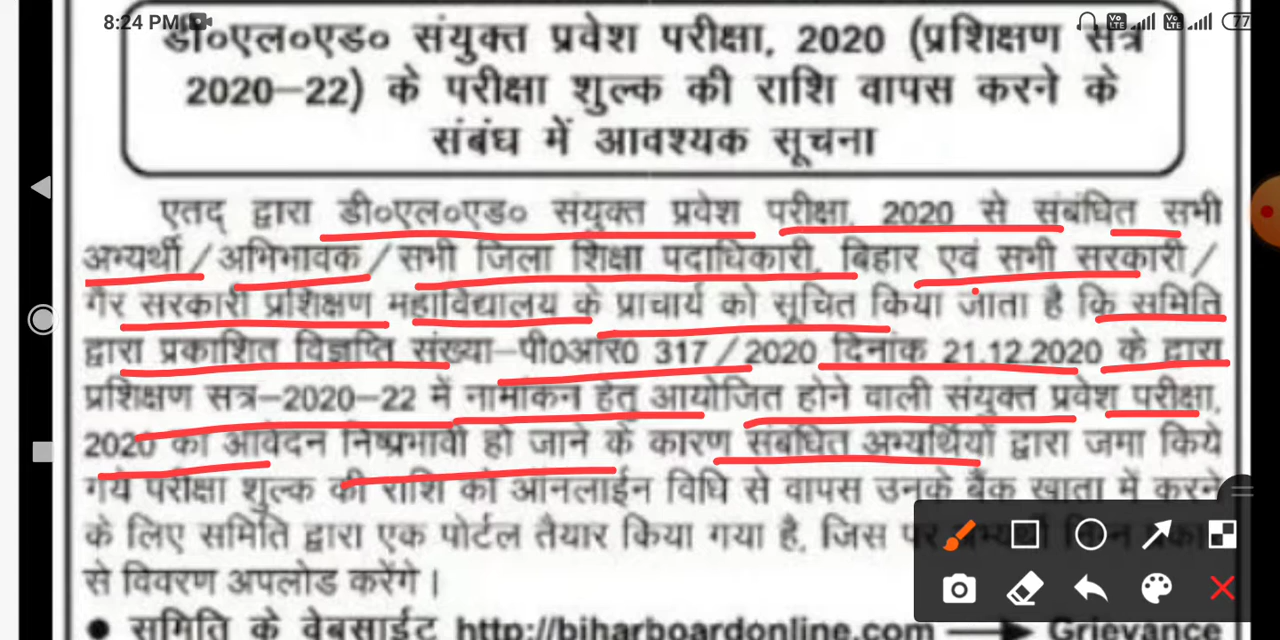 8:24 PM
77
डी०एल०एड० संयुक्त प्रवेश परीक्षा, 2020 (प्रशिक्षण सत्र
2020–22) के परीक्षा शुल्क की राशि वापस करने के
संबंध में आवश्यक सूचना
एतद् द्वारा डी०एल०एड० संयुक्त प्रवेश परीक्षा, 2020 से संबंधित सभी
अभ्यर्थी/अभिभावक/सभी जिला शिक्षा पदाधिकारी, बिहार एवं सभी सरकारी/
गैर सरकारी प्रशिक्षण महाविद्यालय के प्राचार्य को सूचित किया जाता है कि समिति
द्वारा प्रकाशित विज्ञप्ति संख्या–पी0आर0 317/2020 दिनांक 21.12.2020 के द्वारा
प्रशिक्षण सत्र–2020–22 में नामांकन हेतु आयोजित होने वाली संयुक्त प्रवेश परीक्षा,
2020 का आवेदन निष्प्रभावी हो जाने के कारण संबंधित अभ्यर्थियों द्वारा जमा किये
गये परीक्षा शुल्क की राशि को ऑनलाईन विधि से वापस उनके बैंक खाता में करने
के लिए समिति द्वारा एक पोर्टल तैयार किया गया है, जिस पर
से विवरण अपलोड करेंगे।
● समिति के वेबसाईट http://biharboardonline.com → Grievance